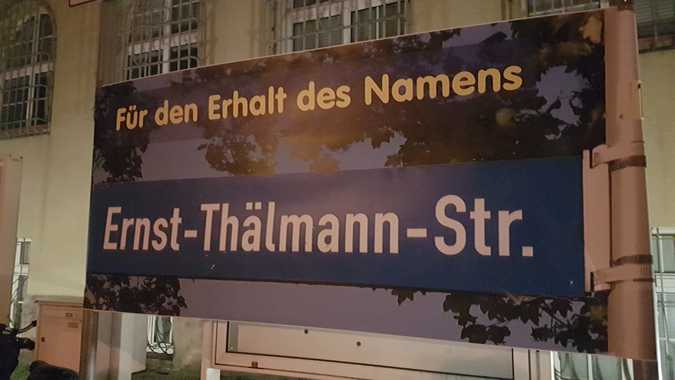 Für den Erhalt des Namens
Ernst-Thälmann-Str.